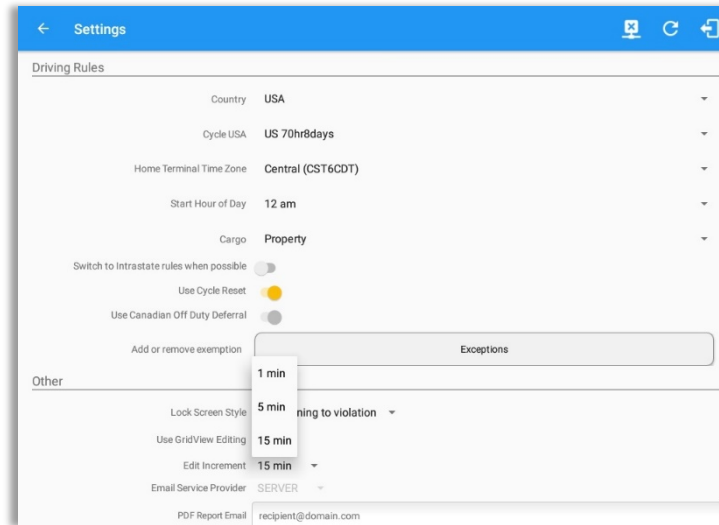 Settings
Driving Rules
Country USA
Cycle USA US 70hr8days
Home Terminal Time Zone Central (CST6CDT)
Start Hour of Day 12 am
Cargo Property
Switch to Intrastate rules when possible
Use Cycle Reset
Use Canadian Off Duty Deferral
Add or remove exemption Exceptions
1 min
Other
Lock Screen Style 5 min to violation
Use GridView Editing 15 min
Edit Increment 15 min
Email Service Provider SERVER
PDF Report Email recipient@domain.com